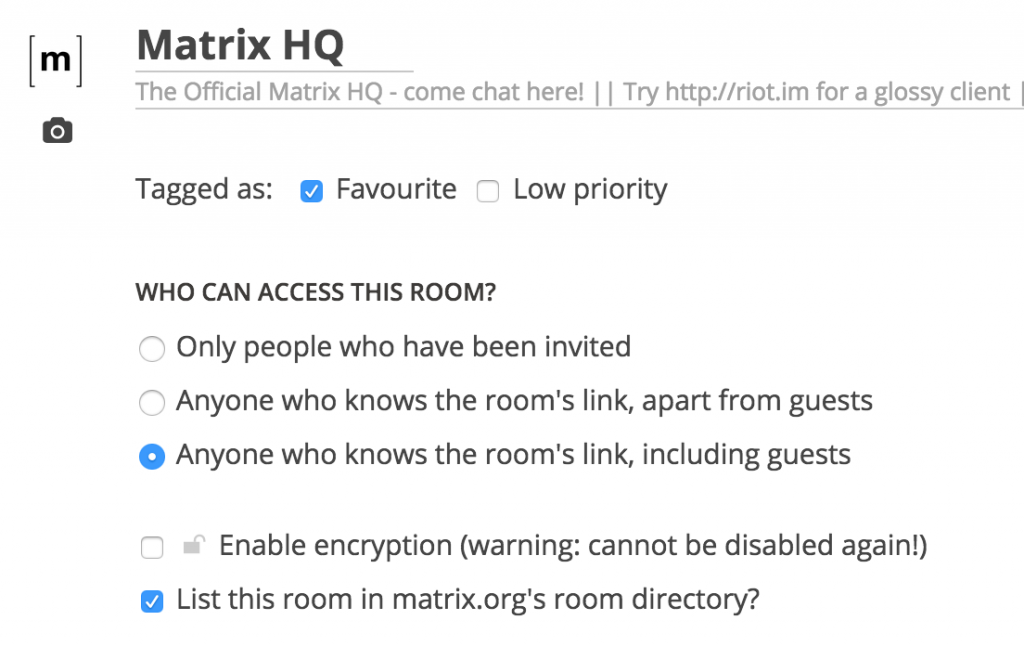 [m]
Matrix HQ
The Official Matrix HQ - come chat here! || Try http://riot.im for a glossy client |
Tagged as: Favourite Low priority
WHO CAN ACCESS THIS ROOM?
Only people who have been invited
Anyone who knows the room's link, apart from guests
Anyone who knows the room's link, including guests
Enable encryption (warning: cannot be disabled again!)
List this room in matrix.org's room directory?